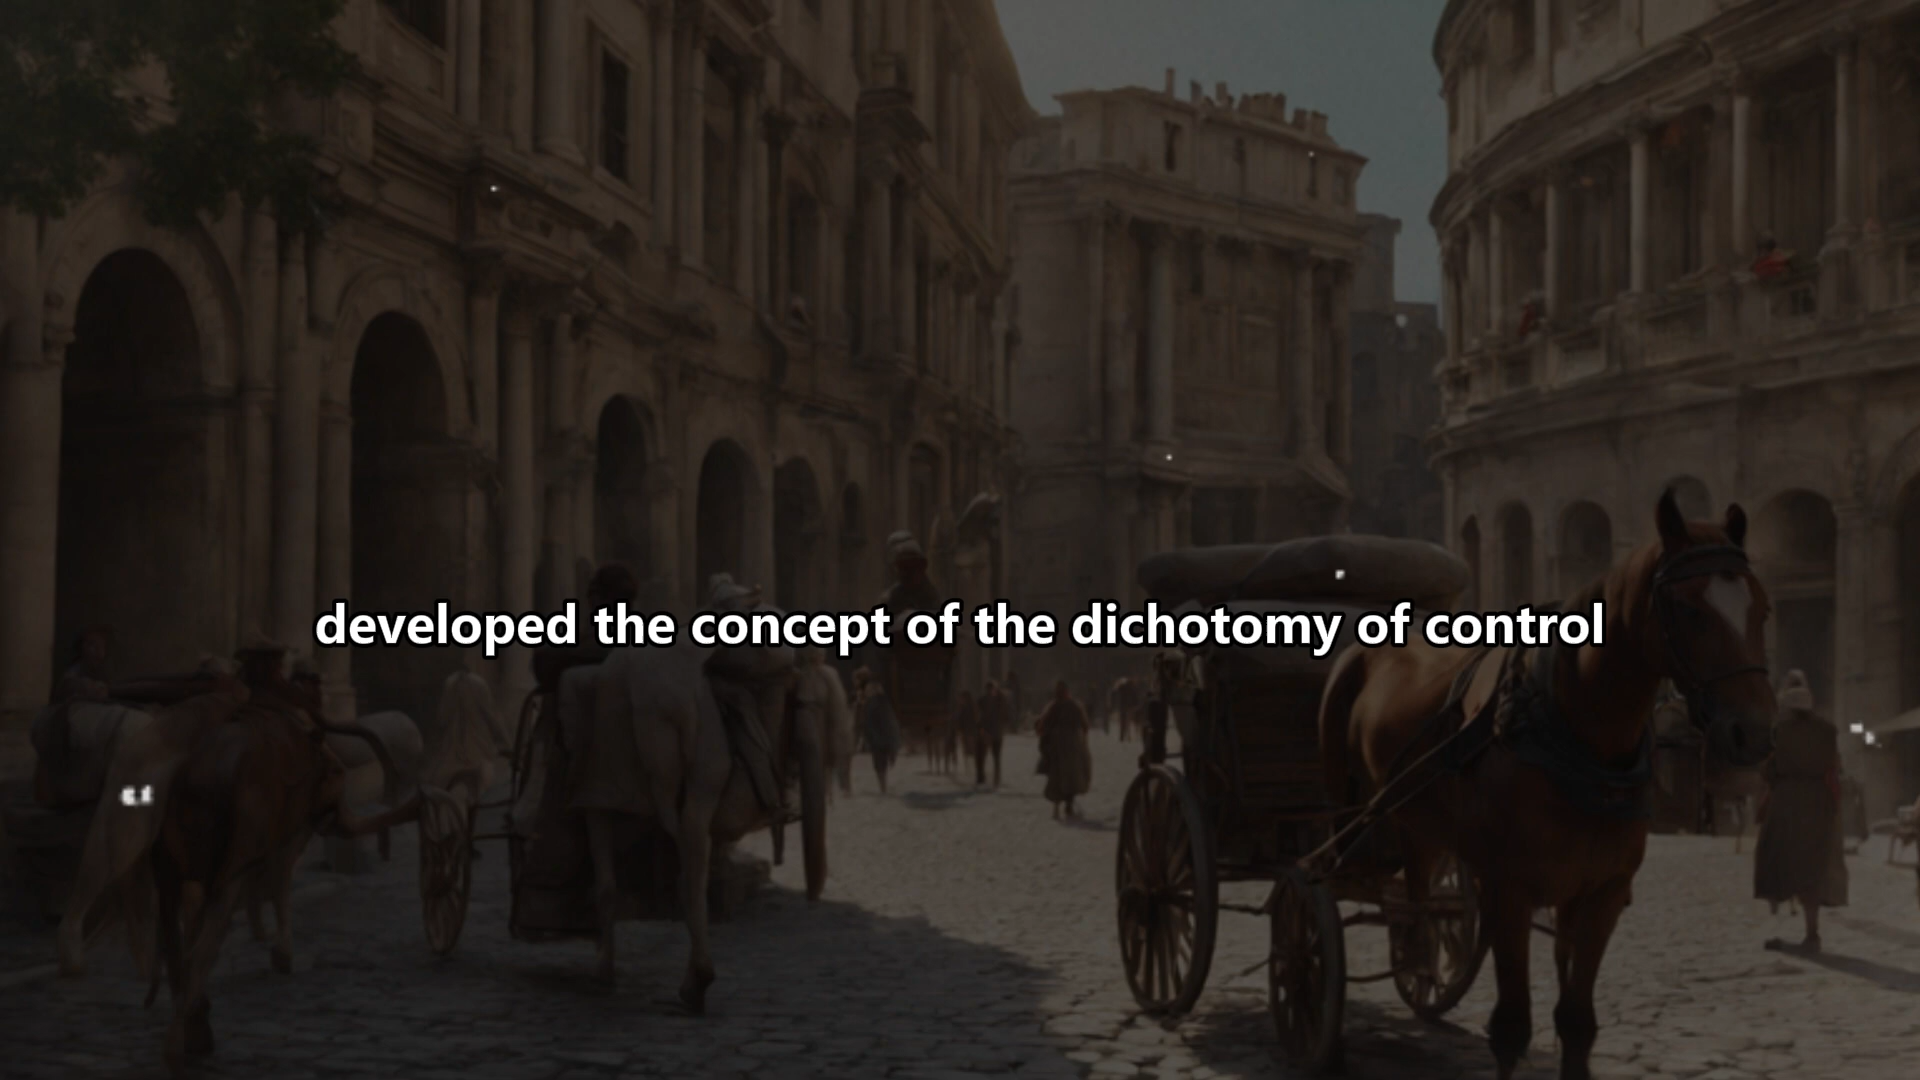 developed the concept of the dichotomy of control